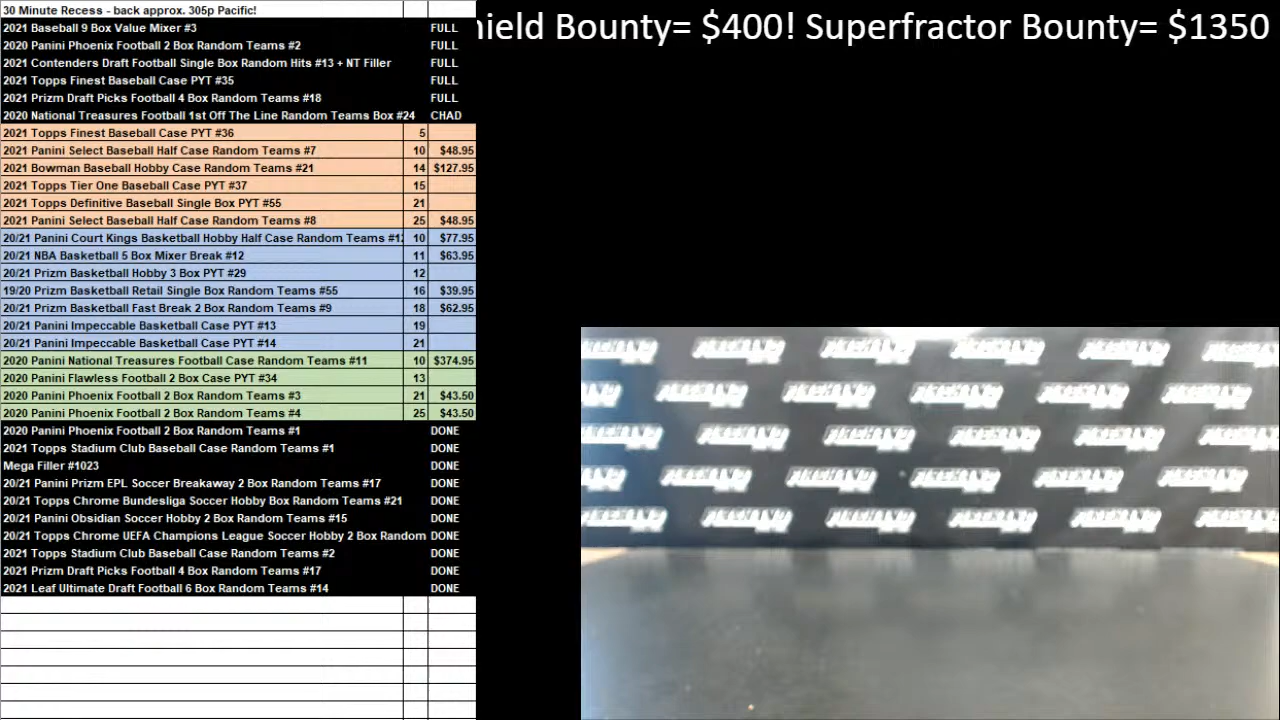 30 Minute Recess - back approx. 305p Pacific!
2021 Baseball 9 Box Value Mixer #3 FULL
2020 Panini Phoenix Football 2 Box Random Teams #2 FULL
2021 Contenders Draft Football Single Box Random Hits #13 + NT Filler FULL
2021 Topps Finest Baseball Case PYT #35 FULL
2021 Prizm Draft Picks Football 4 Box Random Teams #18 FULL
2020 National Treasures Football 1st Off The Line Random Teams Box #24 CHAD
2021 Topps Finest Baseball Case PYT #36 5
2021 Panini Select Baseball Half Case Random Teams #7 10 $48.95
2021 Bowman Baseball Hobby Case Random Teams #21 14 $127.95
2021 Topps Tier One Baseball Case PYT #37 15
2021 Topps Definitive Baseball Single Box PYT #55 21
2021 Panini Select Baseball Half Case Random Teams #8 25 $48.95
20/21 Panini Court Kings Basketball Hobby Half Case Random Teams 10 $77.95
20/21 NBA Basketball 5 Box Mixer Break #12 11 $63.95
20/21 Prizm Basketball Hobby 3 Box PYT #29 12
19/20 Prizm Basketball Retail Single Box Random Teams #55 16 $39.95
20/21 Prizm Basketball Fast Break 2 Box Random Teams #9 18 $62.95
20/21 Panini Impeccable Basketball Case PYT #13 19
20/21 Panini Impeccable Basketball Case PYT #14 21
2020 Panini National Treasures Football Case Random Teams #11 10 $374.95
2020 Panini Flawless Football 2 Box Case PYT #34 13
2020 Panini Phoenix Football 2 Box Random Teams #3 21 $43.50
2020 Panini Phoenix Football 2 Box Random Teams #4 25 $43.50
2020 Panini Phoenix Football 2 Box Random Teams #1 DONE
2021 Topps Stadium Club Baseball Case Random Teams #1 DONE
Mega Filler #1023 DONE
20/21 Panini Prizm EPL Soccer Breakaway 2 Box Random Teams #17 DONE
20/21 Topps Chrome Bundesliga Soccer Hobby Box Random Teams #21 DONE
20/21 Panini Obsidian Soccer Hobby 2 Box Random Teams #15 DONE
20/21 Topps Chrome UEFA Champions League Soccer Hobby 2 Box Random DONE
2021 Topps Stadium Club Baseball Case Random Teams #2 DONE
2021 Prizm Draft Picks Football 4 Box Random Teams #17 DONE
2021 Leaf Ultimate Draft Football 6 Box Random Teams #14 DONE
hield Bounty= $400! Superfractor Bounty= $1350